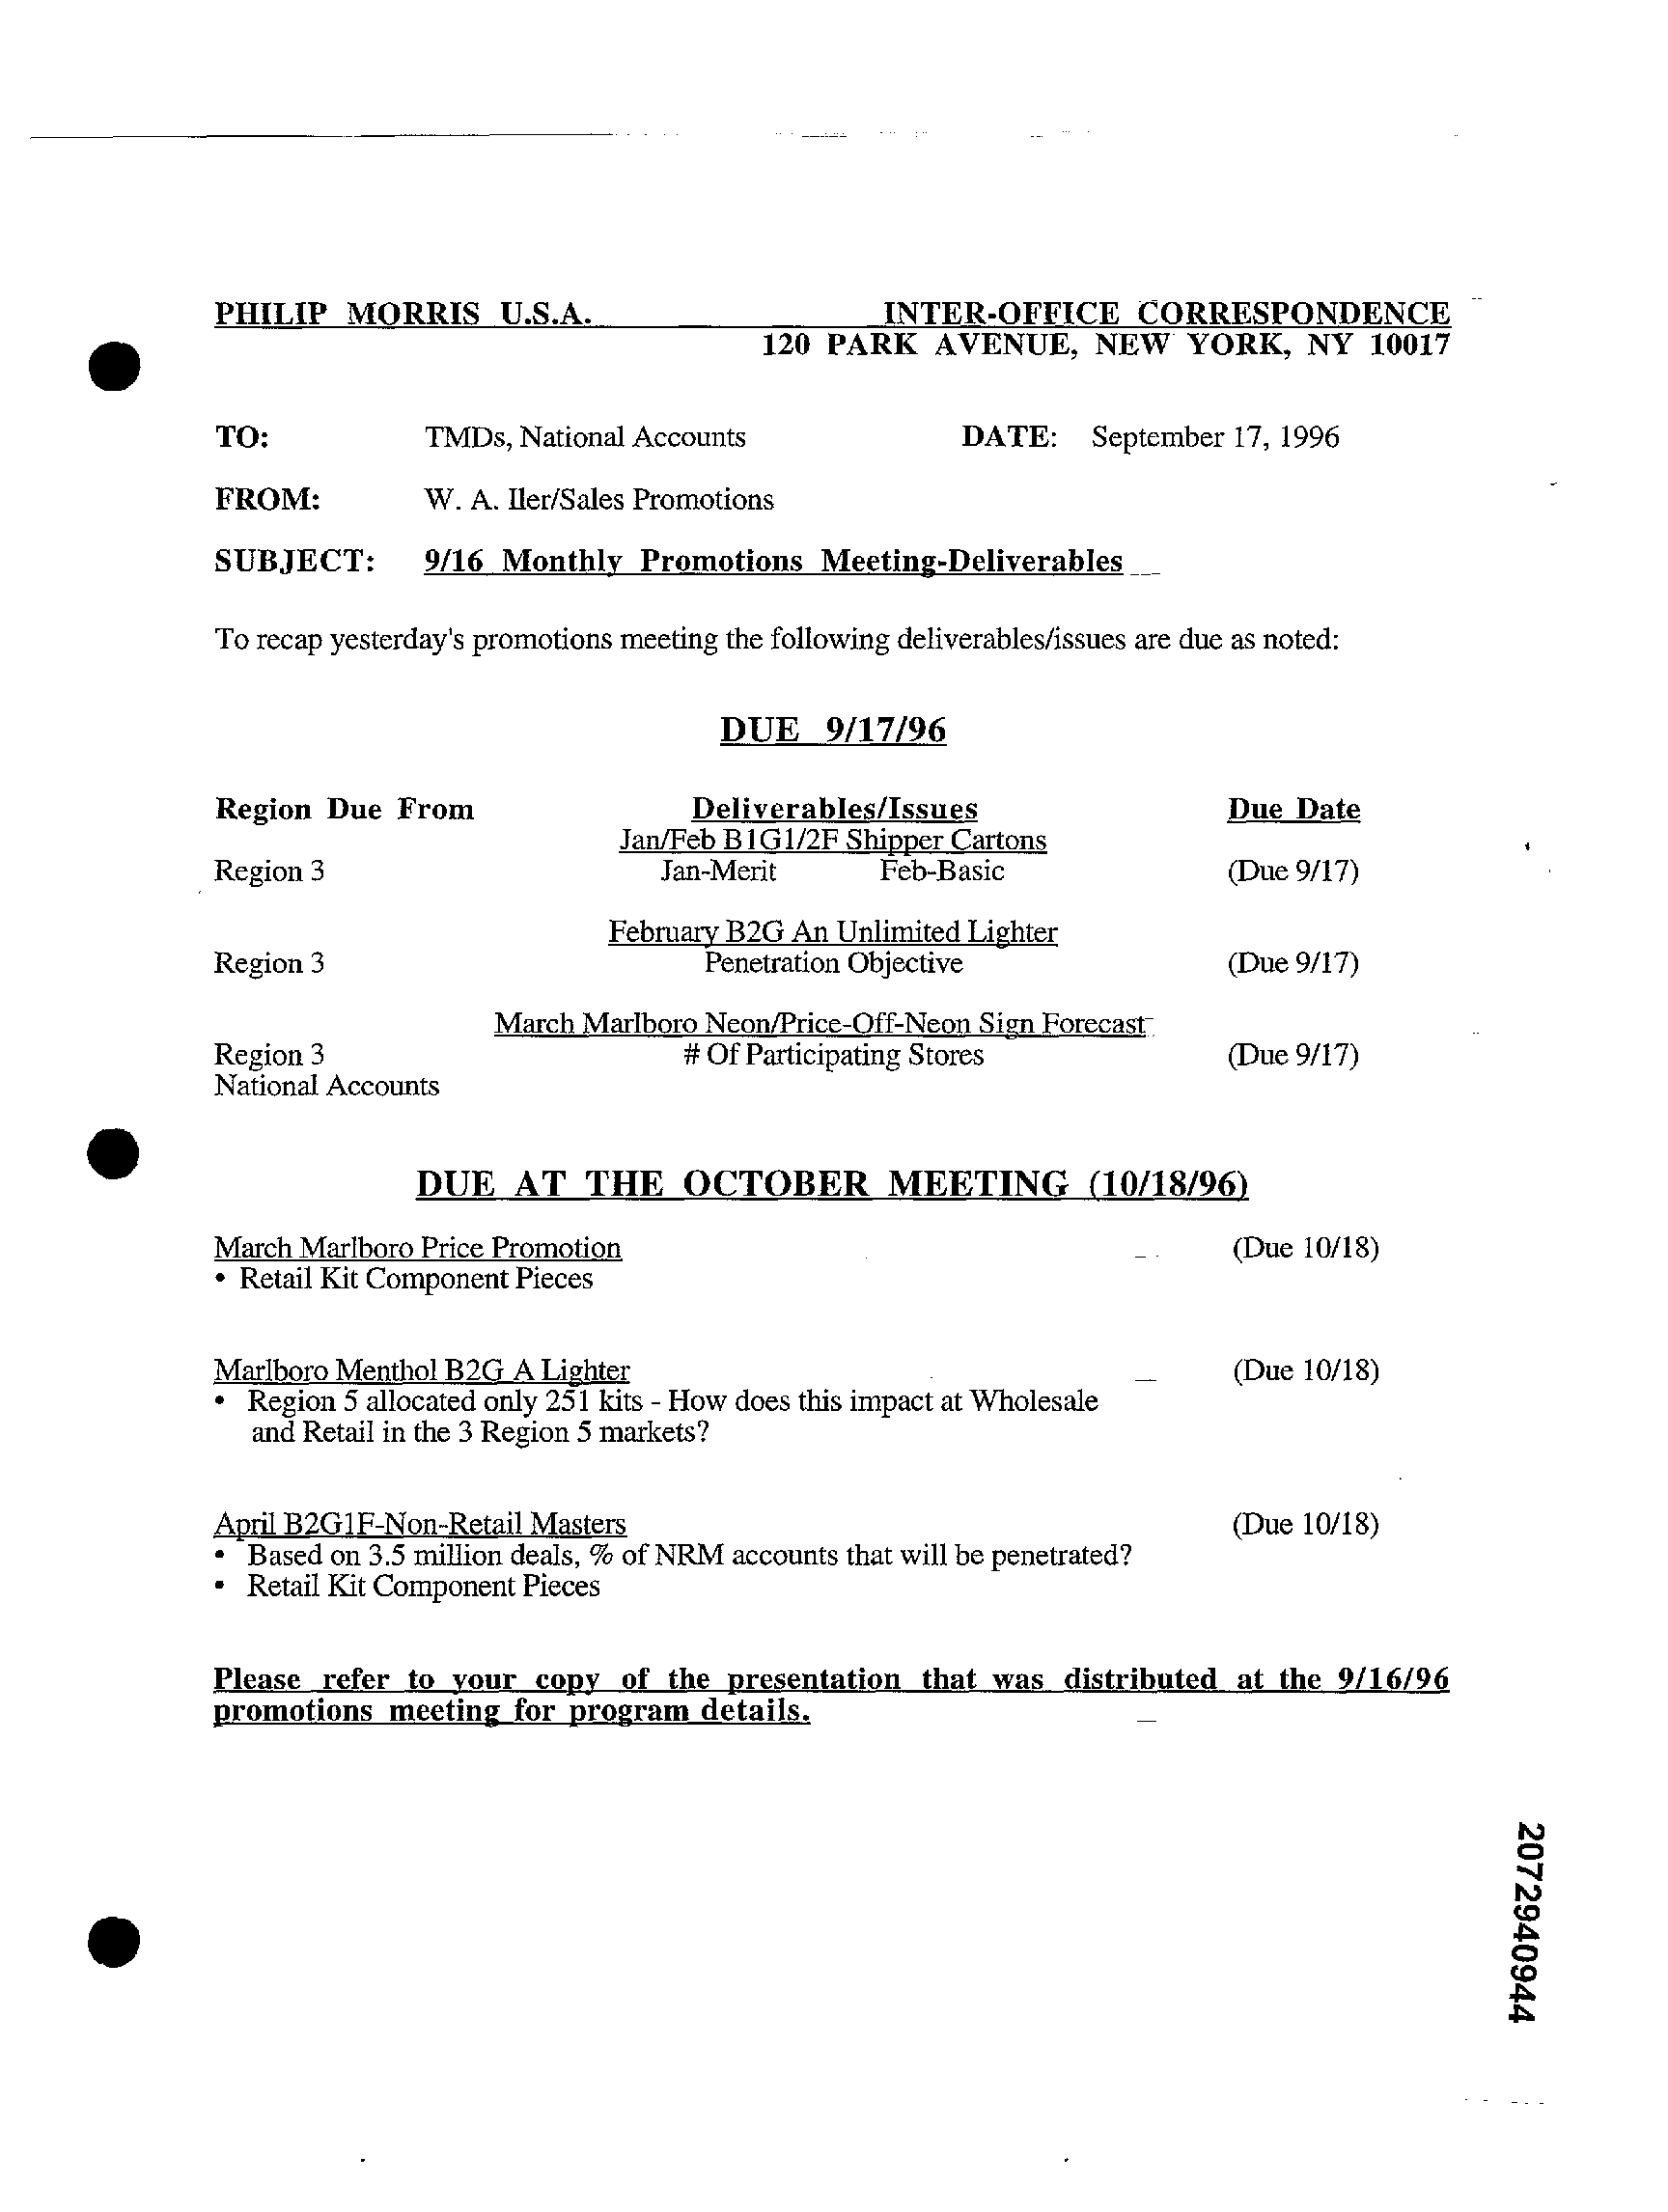 PHILIP MORRIS U.S.A. INTER-OFFICE CORRESPONDENCE
120 PARK AVENUE, NEW YORK, NY 10017
TO: TMDs, National Accounts DATE: September 17, 1996
FROM: W. A. Iler/Sales Promotions
SUBJECT: 9/16 Monthly Promotions Meeting-Deliverables
To recap yesterday's promotions meeting the following deliverables/issues are due as noted:
DUE 9/17/96
Region Due From Deliverables/Issues Due Date
Jan/Feb B1G1/2F Shipper Cartons
Region 3 Jan-Merit Feb-Basic (Due 9/17)
February B2G An Unlimited Lighter
Region 3 Penetration Objective (Due 9/17)
March Marlboro Neon/Price-Off-Neon Sign Forecast
Region 3 # Of Participating Stores (Due 9/17)
National Accounts
DUE AT THE OCTOBER MEETING (10/18/96)
March Marlboro Price Promotion (Due 10/18)
• Retail Kit Component Pieces
Marlboro Menthol B2G A Lighter (Due 10/18)
• Region 5 allocated only 251 kits - How does this impact at Wholesale
and Retail in the 3 Region 5 markets?
April B2G1F-Non-Retail Masters (Due 10/18)
• Based on 3.5 million deals, % of NRM accounts that will be penetrated?
• Retail Kit Component Pieces
Please refer to your copy of the presentation that was distributed at the 9/16/96
promotions meeting for program details.
2072940944